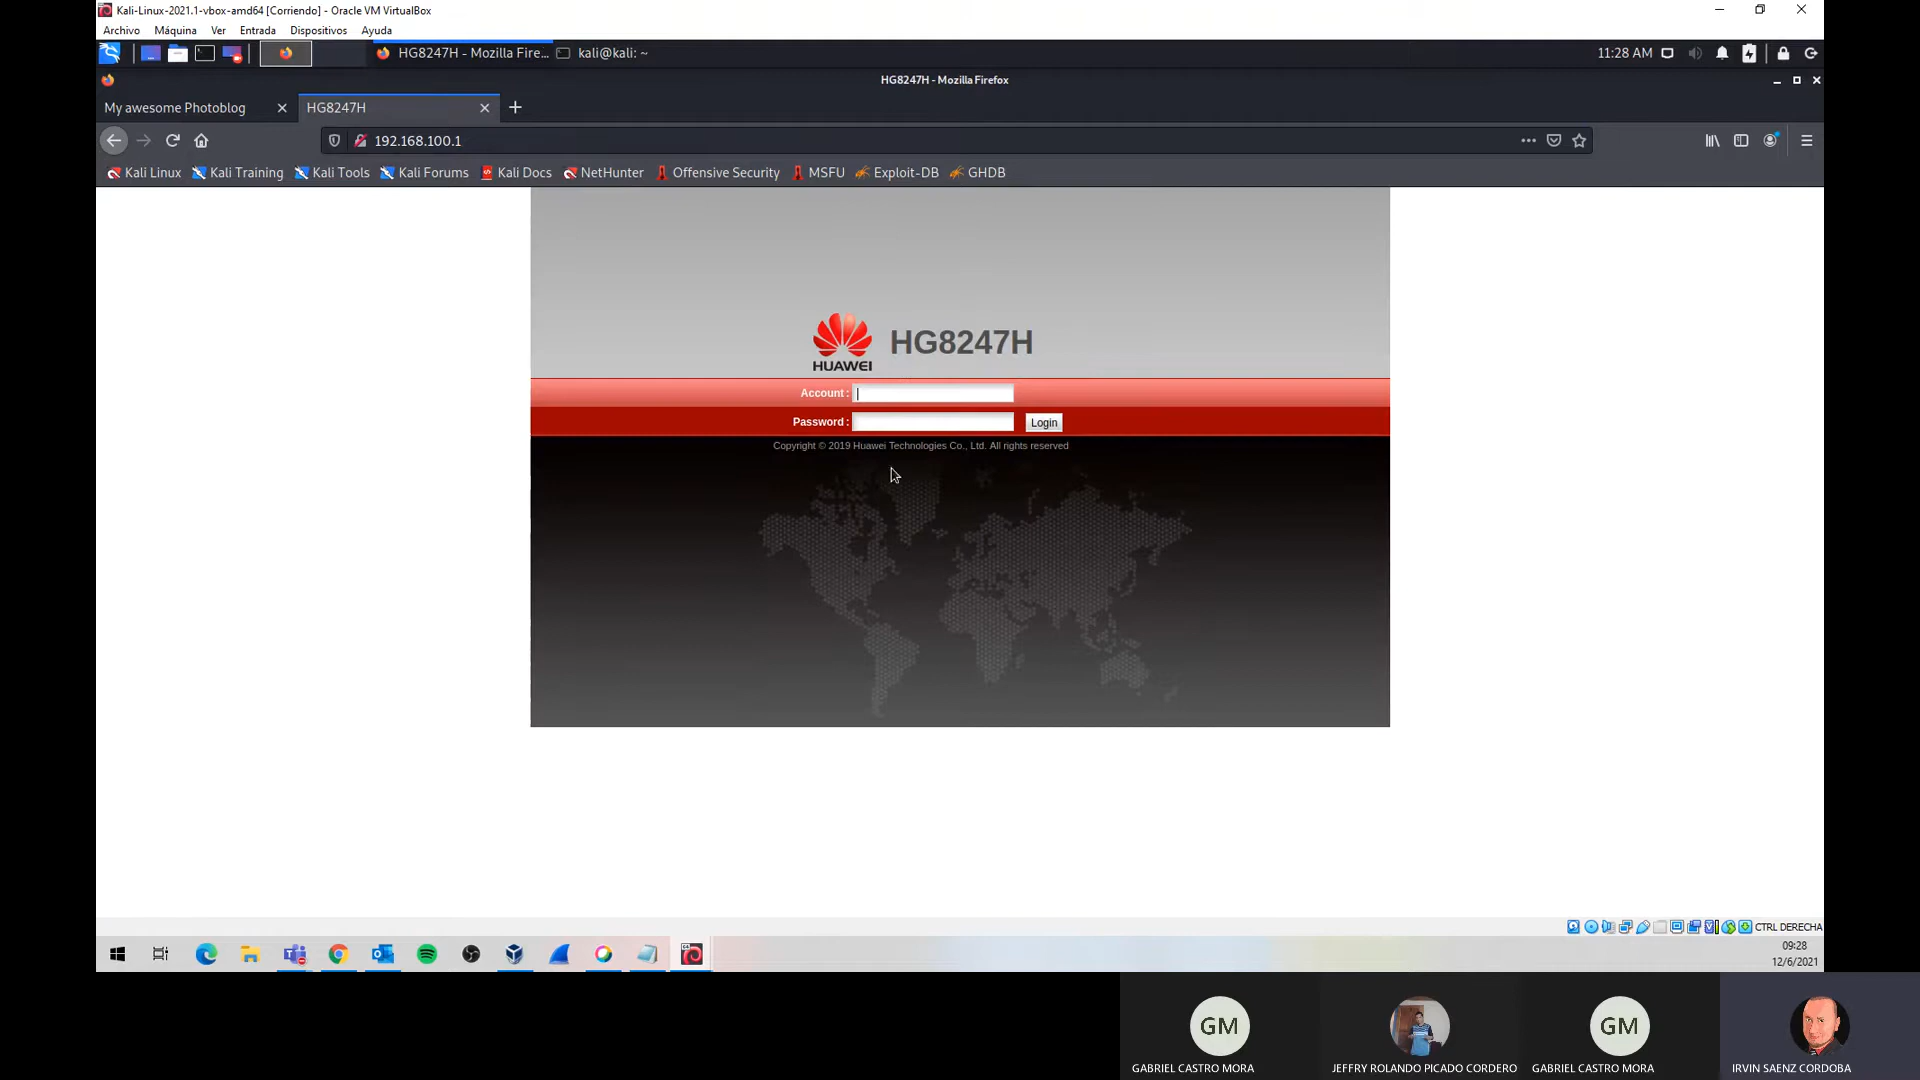 Kali-Linux-2021.1-vbox-amd64 [Corriendo] - Oracle VM VirtualBox
Archivo Máquina Ver Entrada Dispositivos Ayuda
HG8247H - Mozilla Fire... kali@kali: ~ 11:28 AM
HG8247H - Mozilla Firefox
My awesome Photoblog HG8247H
192.168.100.1
Kali Linux Kali Training Kali Tools Kali Forums Kali Docs NetHunter Offensive Security MSFU Exploit-DB GHDB
HUAWEI
HG8247H
Account :
Password : Login
Copyright © 2019 Huawei Technologies Co., Ltd. All rights reserved
CTRL DERECHA
09:28
12/6/2021
GM GM
GABRIEL CASTRO MORA JEFFRY ROLANDO PICADO CORDERO GABRIEL CASTRO MORA IRVIN SAENZ CORDOBA